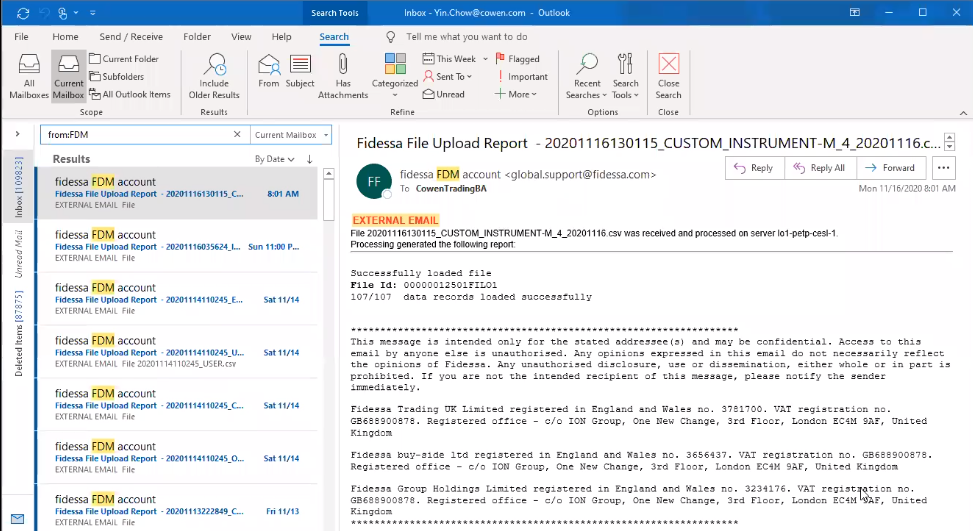 Search Tools
Inbox - Yin.Chow@cowen.com - Outlook
File Home Send / Receive Folder View Help Search Tell me what you want to do
All Mailboxes
Current Mailbox
Current Folder
Subfolders
All Outlook Items
Scope
Include Older Results
Results
From
Subject
Has Attachments
Categorized
This Week
Sent To
Unread
Flagged
Important
More
Refine
Recent Searches
Search Tools
Options
Close Search
Close
from:FDM
Current Mailbox
Results
By Date
Inbox [109823]
Unread Mail
Deleted Items [87875]
fidessa FDM account
Fidessa File Upload Report - 20201116130115_C... 8:01 AM
EXTERNAL EMAIL File
fidessa FDM account
Fidessa File Upload Report - 20201116035624_I... Sun 11:00 P...
EXTERNAL EMAIL File
fidessa FDM account
Fidessa File Upload Report - 20201114110245_E... Sat 11/14
EXTERNAL EMAIL File
fidessa FDM account
Fidessa File Upload Report - 20201114110245_U... Sat 11/14
EXTERNAL EMAIL File 20201114110245_USER.csv
fidessa FDM account
Fidessa File Upload Report - 20201114110245_C... Sat 11/14
EXTERNAL EMAIL File
fidessa FDM account
Fidessa File Upload Report - 20201114110245_O... Sat 11/14
EXTERNAL EMAIL File
fidessa FDM account
Fidessa File Upload Report - 20201113222849_C... Fri 11/13
EXTERNAL EMAIL File
Fidessa File Upload Report - 20201116130115_CUSTOM_INSTRUMENT-M_4_20201116.c...
FF
fidessa FDM account <global.support@fidessa.com>
To CowenTradingBA
Reply
Reply All
Forward
...
Mon 11/16/2020 8:01 AM
EXTERNAL EMAIL
File 20201116130115_CUSTOM_INSTRUMENT-M_4_20201116.csv was received and processed on server lo1-petp-cesl-1.
Processing generated the following report:
Successfully loaded file
File Id: 00000012501FIL01
107/107 data records loaded successfully
**********************************************************************
This message is intended only for the stated addressee(s) and may be confidential. Access to this
email by anyone else is unauthorised. Any opinions expressed in this email do not necessarily reflect
the opinions of Fidessa. Any unauthorised disclosure, use or dissemination, either whole or in part is
prohibited. If you are not the intended recipient of this message, please notify the sender
immediately.
Fidessa Trading UK Limited registered in England and Wales no. 3781700. VAT registration no.
GB688900878. Registered office - c/o ION Group, One New Change, 3rd Floor, London EC4M 9AF, United
Kingdom
Fidessa buy-side ltd registered in England and Wales no. 3656437. VAT registration no. GB688900878.
Registered office - c/o ION Group, One New Change, 3rd Floor, London EC4M 9AF, United Kingdom
Fidessa Group Holdings Limited registered in England and Wales no. 3234176. VAT registration no.
GB688900878. Registered office - c/o ION Group, One New Change, 3rd Floor, London EC4M 9AF, United
Kingdom
**********************************************************************